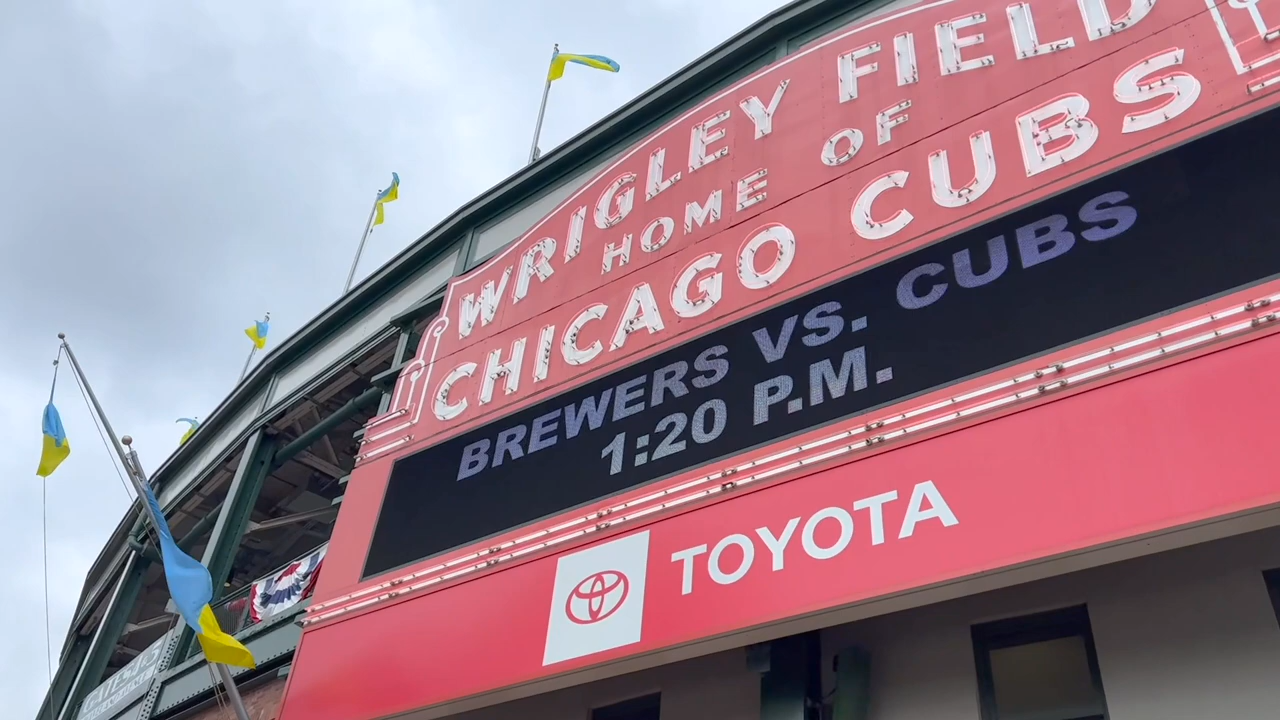 WRIGLEY FIELD
HOME OF
CHICAGO CUBS
BREWERS VS. CUBS
1:20 P.M.
TOYOTA